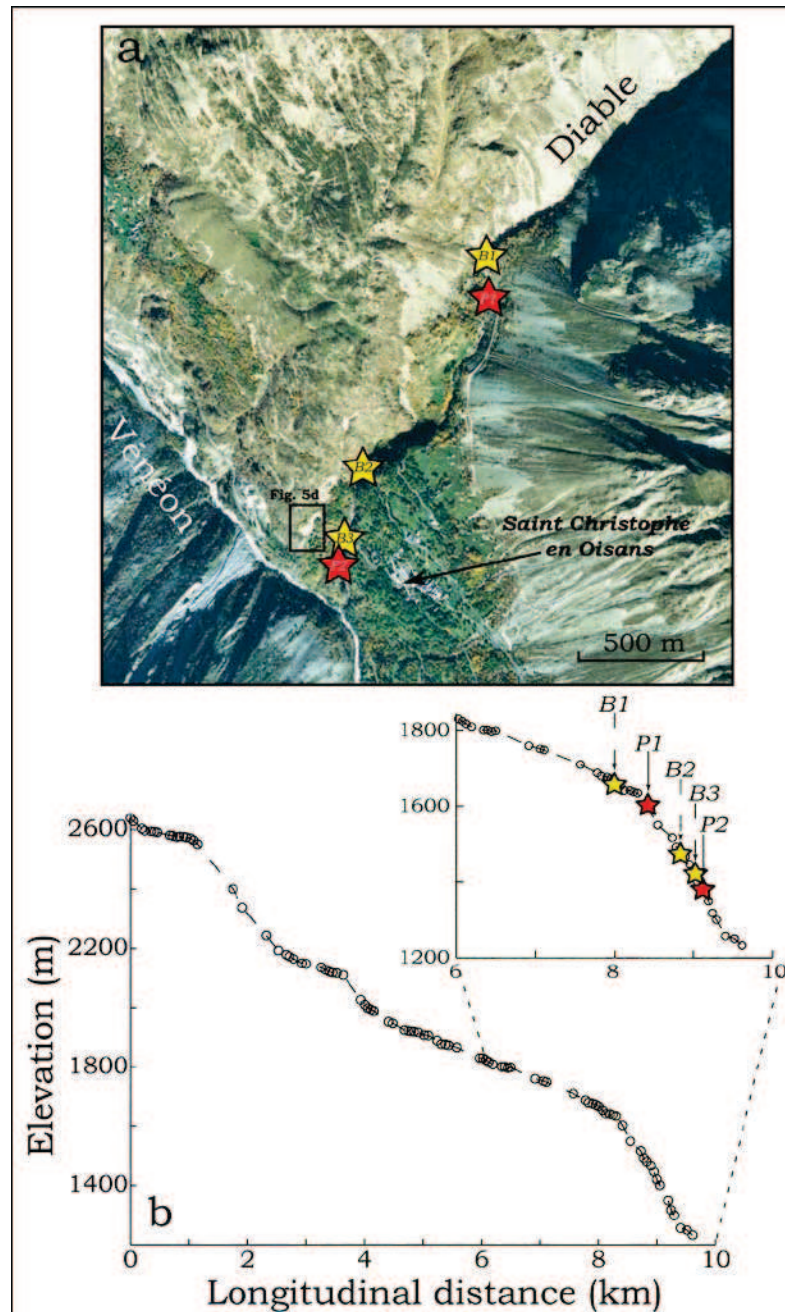 a
Diable
B1
Vénéon
B2
Fig. 5d
B3
Saint Christophe
en Oisans
500 m
B1
P1
B2
B3
P2
1800
1600
1200
6
8
10
2600
2200
1800
1400
Elevation (m)
b
0
2
4
6
8
10
Longitudinal distance (km)